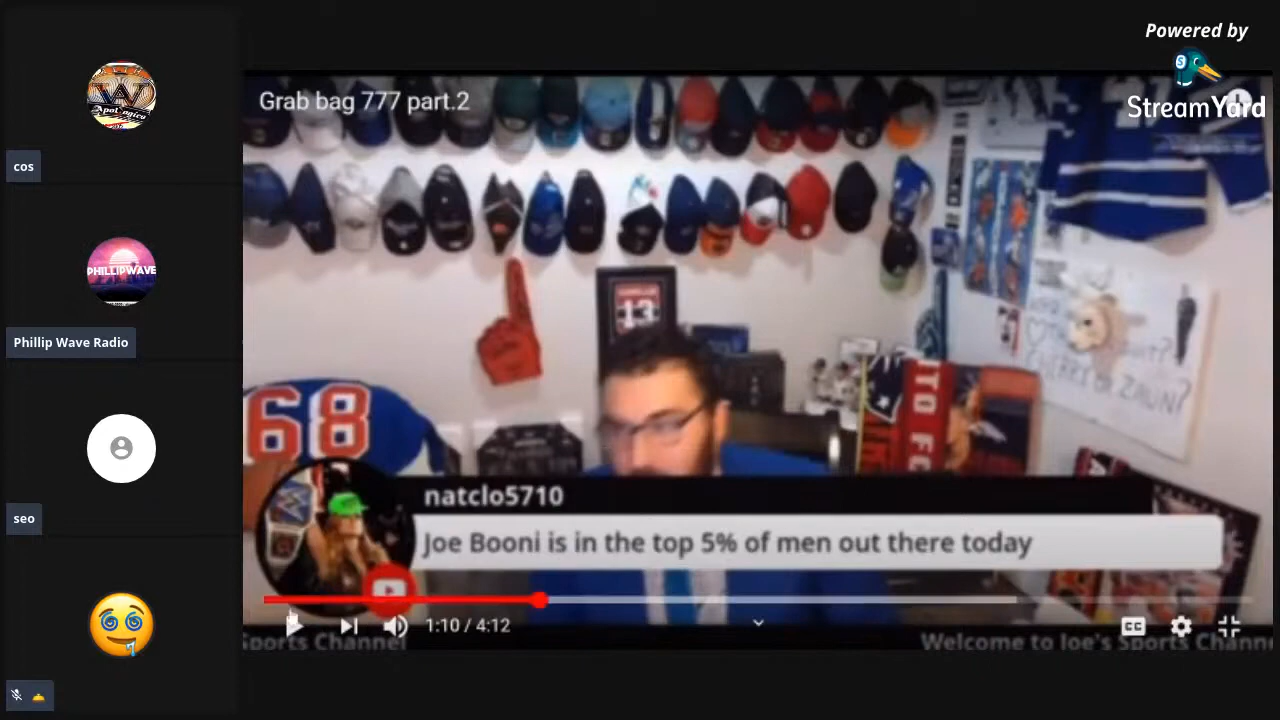 Powered by
StreamYard
cos
PHILLIPWAVE
Phillip Wave Radio
seo
Grab bag 777 part.2
13
68
natclo5710
Joe Booni is in the top 5% of men out there today
1:10 / 4:12
CC
Sports Channel
Welcome to Joe's Sports Chann